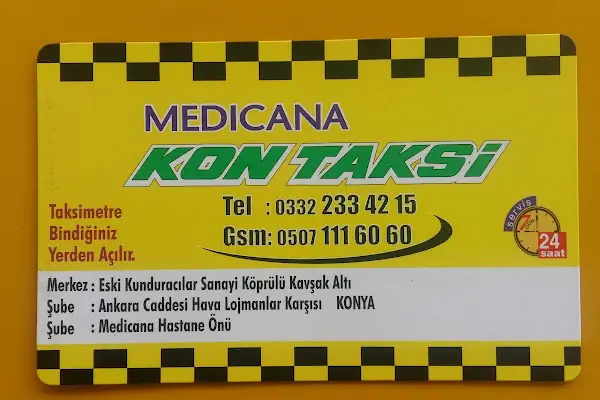 MEDICANA
KON TAKSİ
Tel : 0332 233 42 15
Gsm: 0507 111 60 60
Taksimetre
Bindiğiniz
Yerden Açılır.
servis
24
saat
Merkez : Eski Kunduracılar Sanayi Köprülü Kavşak Altı
Şube : Ankara Caddesi Hava Lojmanlar Karşısı KONYA
Şube : Medicana Hastane Önü